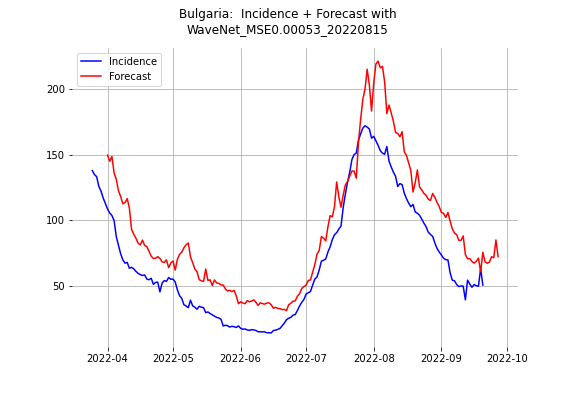 Bulgaria:  Incidence + Forecast with
WaveNet_MSE0.00053_20220815
Incidence
Forecast
200
150
100
50
2022-04 2022-05 2022-06 2022-07 2022-08 2022-09 2022-10